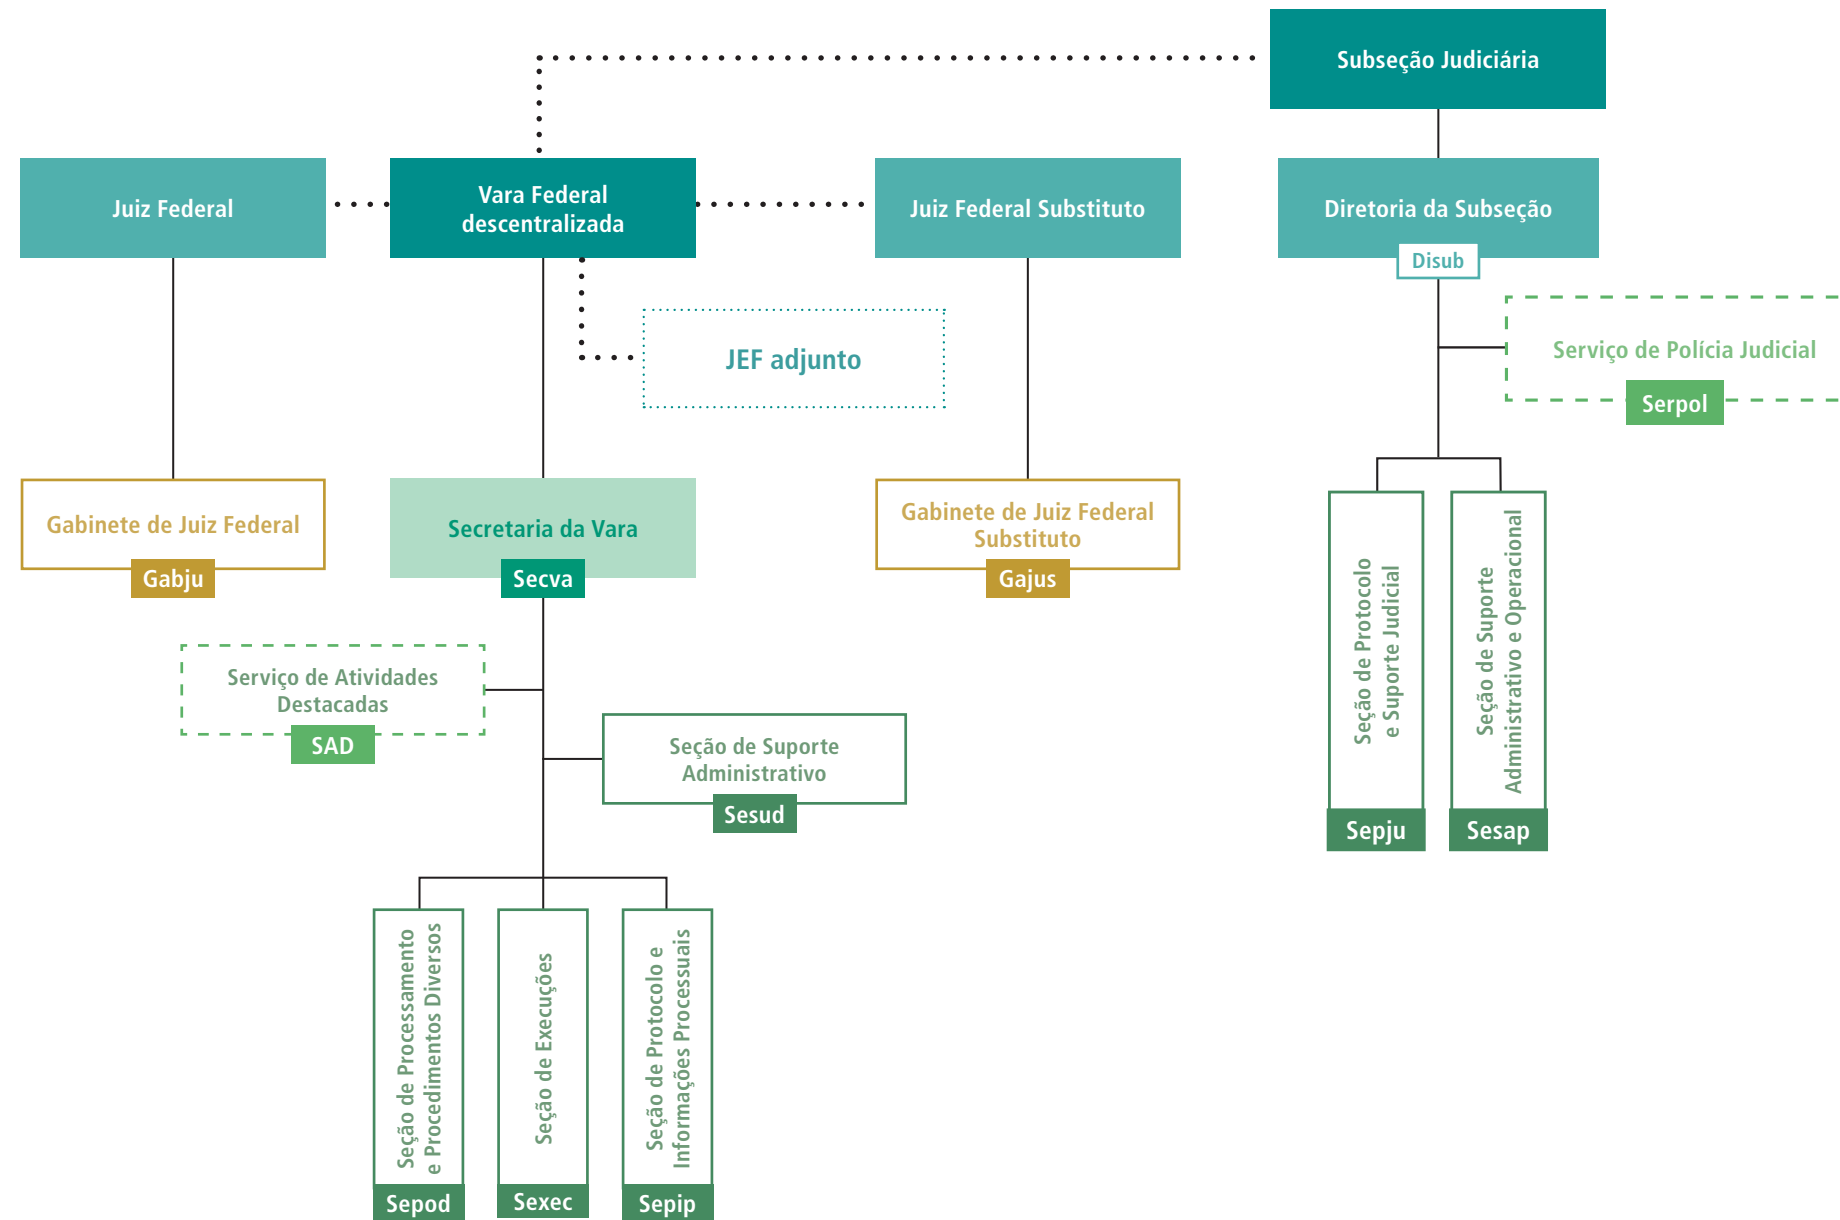 Subseção Judiciária
Juiz Federal
Vara Federal
descentralizada
Juiz Federal Substituto
Diretoria da Subseção
Disub
JEF adjunto
Serviço de Polícia Judicial
Serpol
Gabinete de Juiz Federal
Gabju
Secretaria da Vara
Secva
Gabinete de Juiz Federal
Substituto
Gajus
Seção de Protocolo
e Suporte Judicial
Sepju
Seção de Suporte
Administrativo e Operacional
Sesap
Serviço de Atividades
Destacadas
SAD
Seção de Suporte
Administrativo
Sesud
Seção de Processamento
e Procedimentos Diversos
Sepod
Seção de Execuções
Sexec
Seção de Protocolo e
Informações Processuais
Sepip